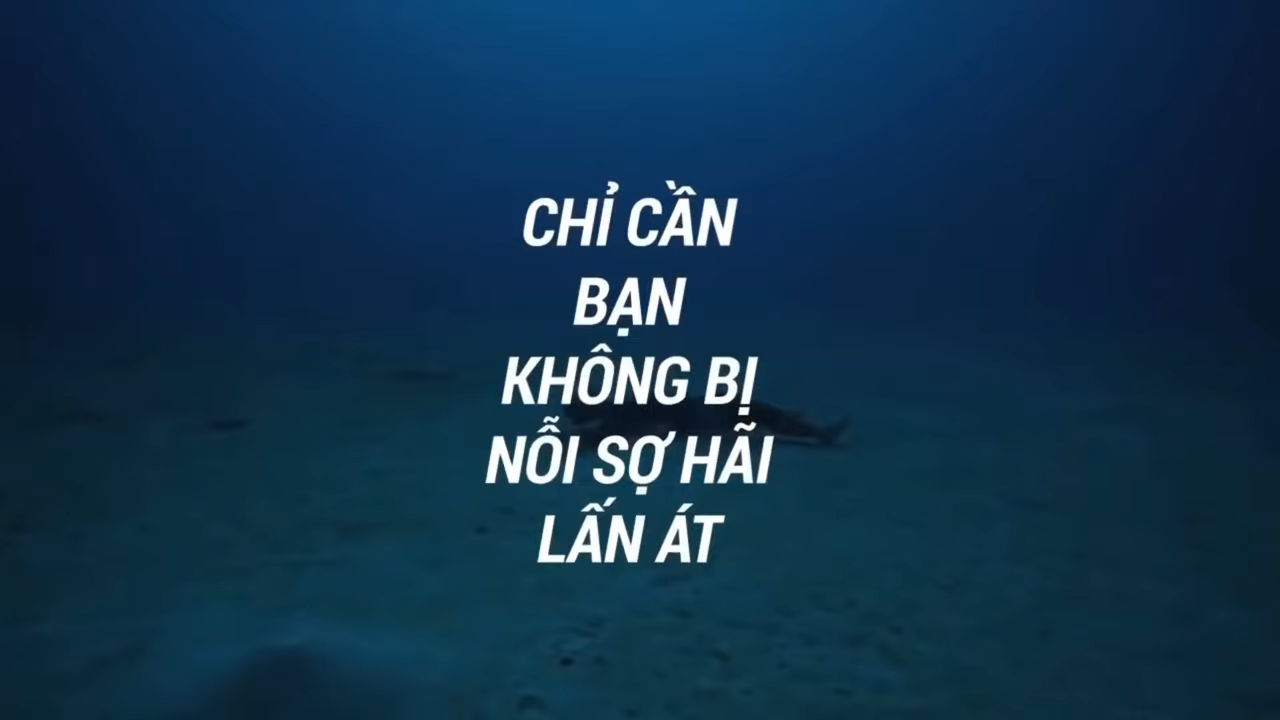 CHỈ CẦN
BẠN
KHÔNG BỊ
NỖI SỢ HÃI
LẤN ÁT